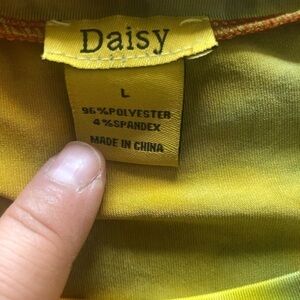 Daisy
L
96%POLYESTER
4%SPANDEX
MADE IN CHINA